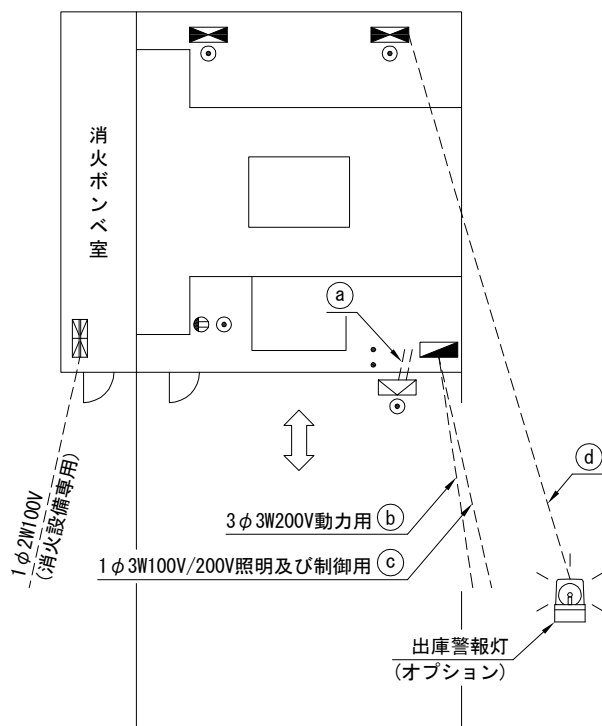 消火ボンベ室
ⓐ
ⓓ
3φ3W200V動力用 ⓑ
1φ3W100V/200V照明及び制御用 ⓒ
1φ2W100V
(消火設備専用)
出庫警報灯
(オプション)